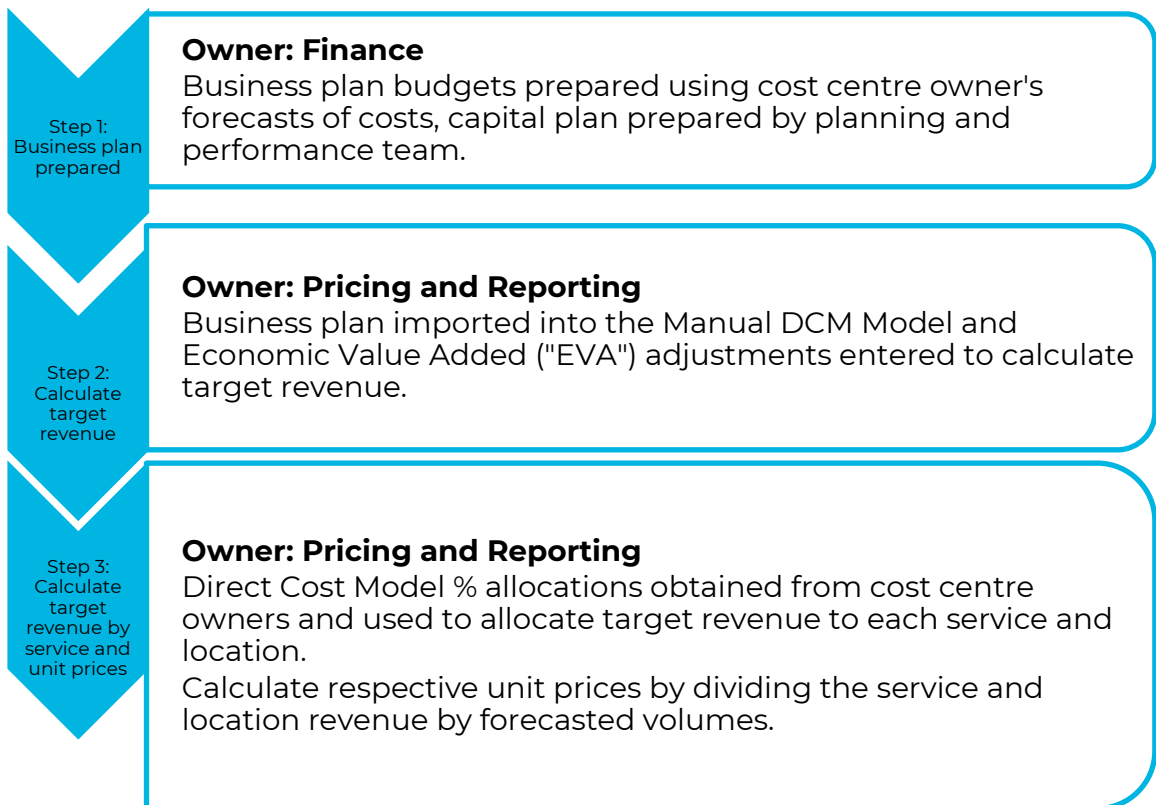 Step 1:
Business plan
prepared
Owner: Finance
Business plan budgets prepared using cost centre owner's
forecasts of costs, capital plan prepared by planning and
performance team.
Step 2:
Calculate
target
revenue
Owner: Pricing and Reporting
Business plan imported into the Manual DCM Model and
Economic Value Added ("EVA") adjustments entered to calculate
target revenue.
Step 3:
Calculate
target
revenue by
service and
unit prices
Owner: Pricing and Reporting
Direct Cost Model % allocations obtained from cost centre
owners and used to allocate target revenue to each service and
location.
Calculate respective unit prices by dividing the service and
location revenue by forecasted volumes.